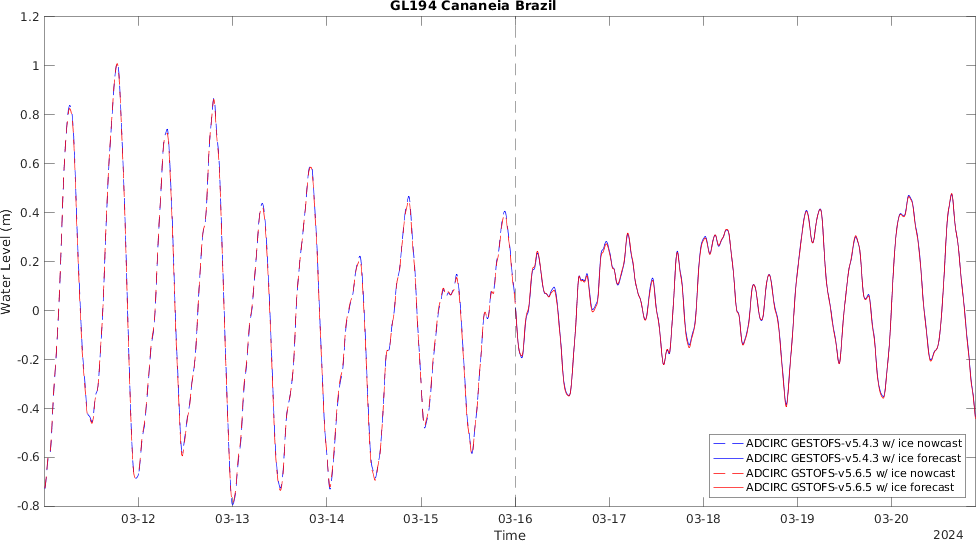 GL194 Cananeia Brazil
Water Level (m)
1.2
1
0.8
0.6
0.4
0.2
0
-0.2
-0.4
-0.6
-0.8
ADCIRC GESTOFS-v5.4.3 w/ ice nowcast
ADCIRC GESTOFS-v5.4.3 w/ ice forecast
ADCIRC GSTOFS-v5.6.5 w/ ice nowcast
ADCIRC GSTOFS-v5.6.5 w/ ice forecast
03-12 03-13 03-14 03-15 03-16 03-17 03-18 03-19 03-20
Time
2024